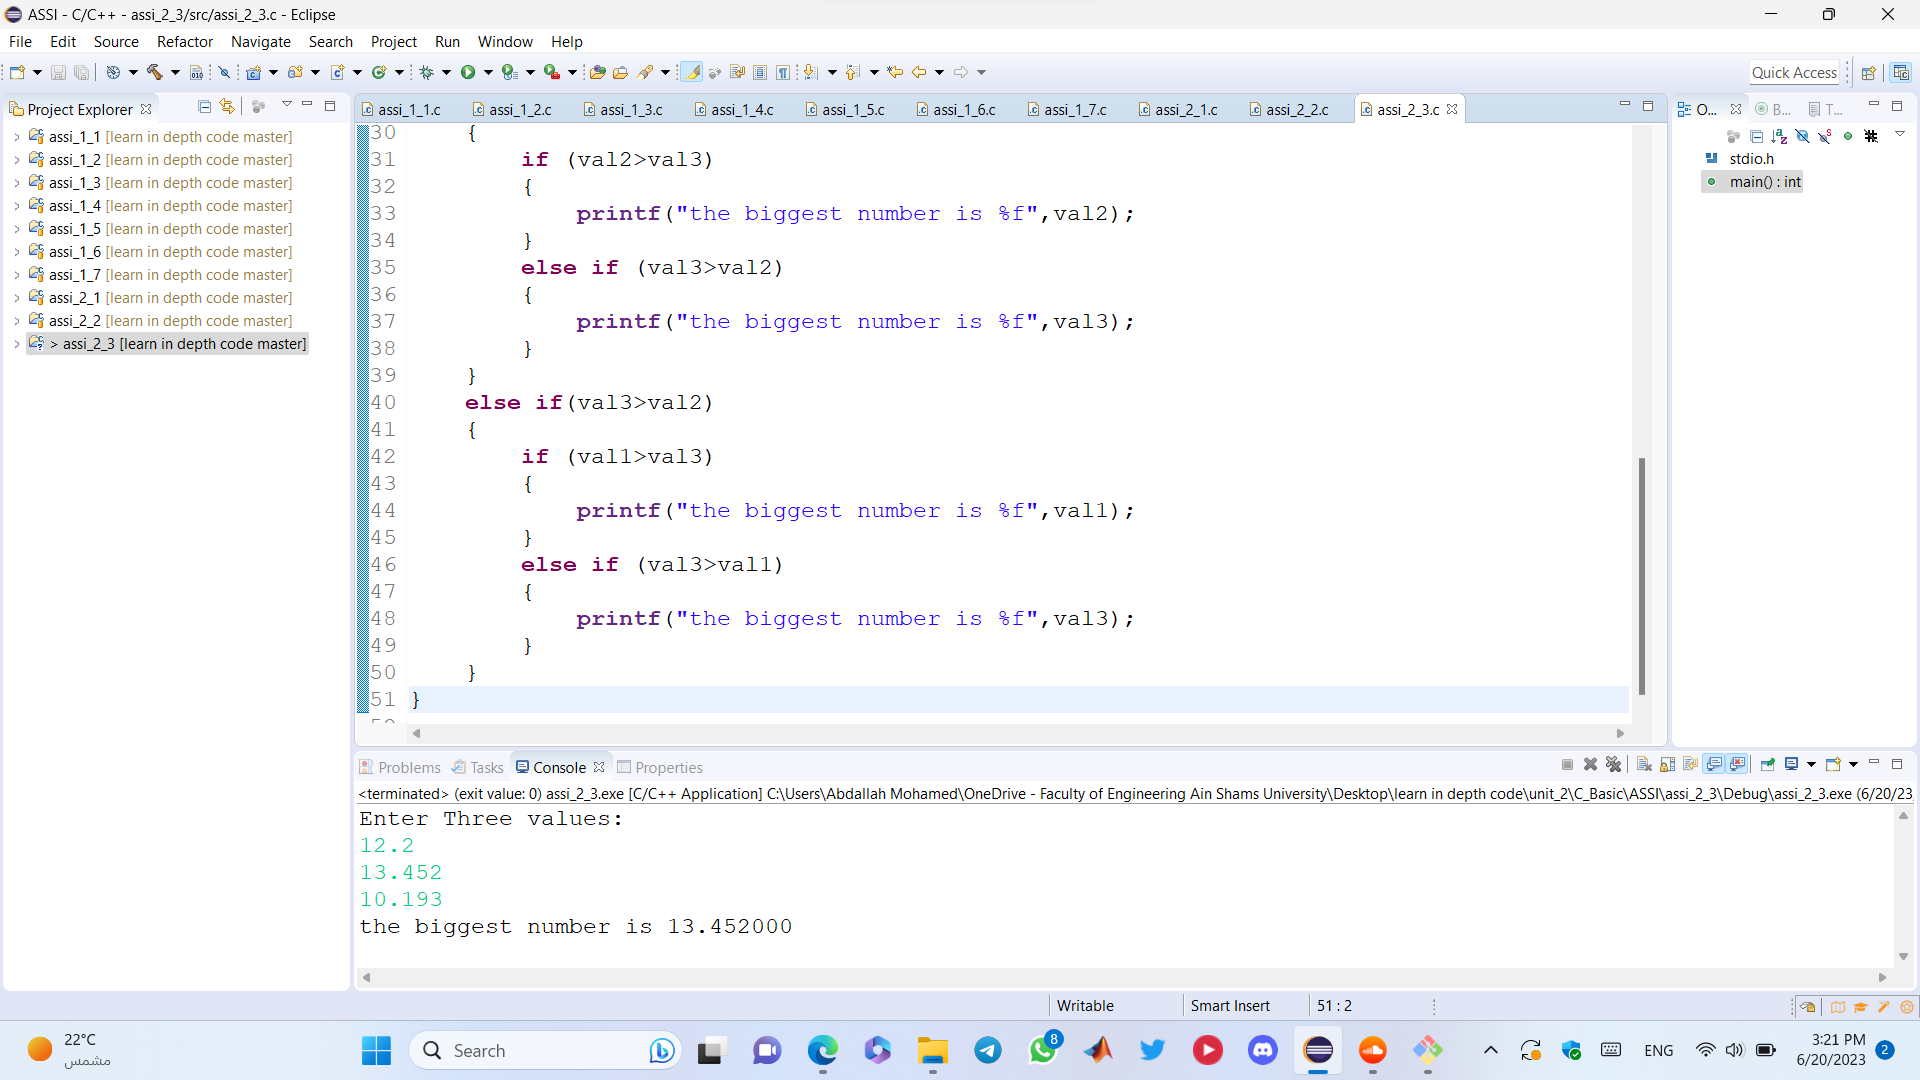 ASSI - C/C++ - assi_2_3/src/assi_2_3.c - Eclipse
File Edit Source Refactor Navigate Search Project Run Window Help
Quick Access
Project Explorer
assi_1_1 [learn in depth code master]
assi_1_2 [learn in depth code master]
assi_1_3 [learn in depth code master]
assi_1_4 [learn in depth code master]
assi_1_5 [learn in depth code master]
assi_1_6 [learn in depth code master]
assi_1_7 [learn in depth code master]
assi_2_1 [learn in depth code master]
assi_2_2 [learn in depth code master]
> assi_2_3 [learn in depth code master]
assi_1_1.c assi_1_2.c assi_1_3.c assi_1_4.c assi_1_5.c assi_1_6.c assi_1_7.c assi_2_1.c assi_2_2.c assi_2_3.c
30 {
31 if (val2>val3)
32 {
33 printf("the biggest number is %f",val2);
34 }
35 else if (val3>val2)
36 {
37 printf("the biggest number is %f",val3);
38 }
39 }
40 else if(val3>val2)
41 {
42 if (val1>val3)
43 {
44 printf("the biggest number is %f",val1);
45 }
46 else if (val3>val1)
47 {
48 printf("the biggest number is %f",val3);
49 }
50 }
51 }
O... B... T...
stdio.h
main() : int
Problems Tasks Console Properties
<terminated> (exit value: 0) assi_2_3.exe [C/C++ Application] C:\Users\Abdallah Mohamed\OneDrive - Faculty of Engineering Ain Shams University\Desktop\learn in depth code\unit_2\C_Basic\ASSI\assi_2_3\Debug\assi_2_3.exe (6/20/23
Enter Three values:
12.2
13.452
10.193
the biggest number is 13.452000
Writable Smart Insert 51 : 2
22°C
مشمس
Search
8
ENG
3:21 PM
6/20/2023
2